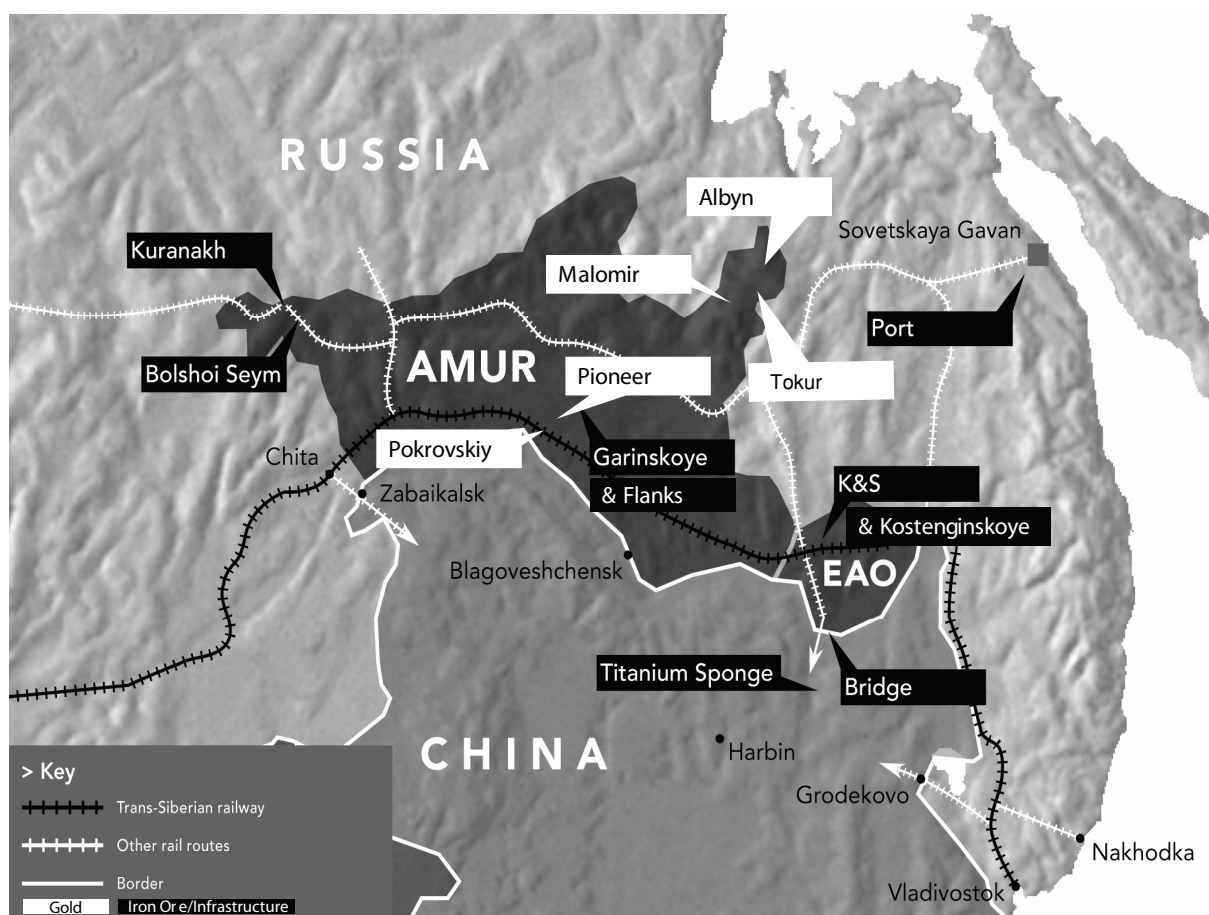 RUSSIA
Albyn
Sovetskaya Gavan
Kuranakh
Malomir
Port
Bolshoi Seym
AMUR
Pioneer
Tokur
Pokrovskiy
Garinskoye
& Flanks
Chita
Zabaikalsk
K&S
& Kostenginskoye
Blagoveshchensk
EAO
Titanium Sponge
Bridge
CHINA
Harbin
Grodekovo
Nakhodka
Vladivostok
> Key
Trans-Siberian railway
Other rail routes
Border
Gold
Iron Ore/Infrastructure